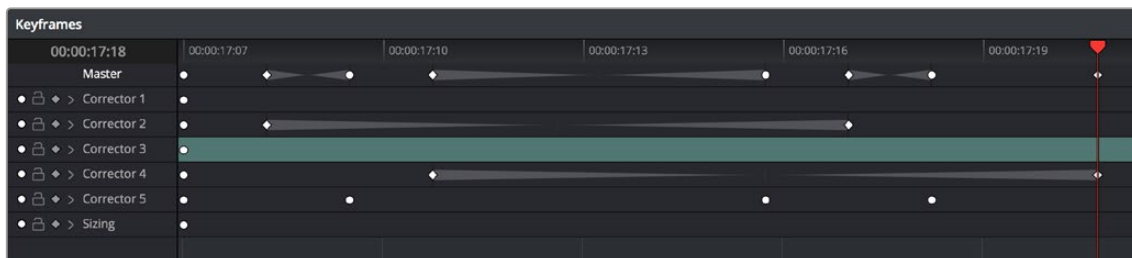 Keyframes
00:00:17:18 00:00:17:07 00:00:17:10 00:00:17:13 00:00:17:16 00:00:17:19
Master
Corrector 1
Corrector 2
Corrector 3
Corrector 4
Corrector 5
Sizing